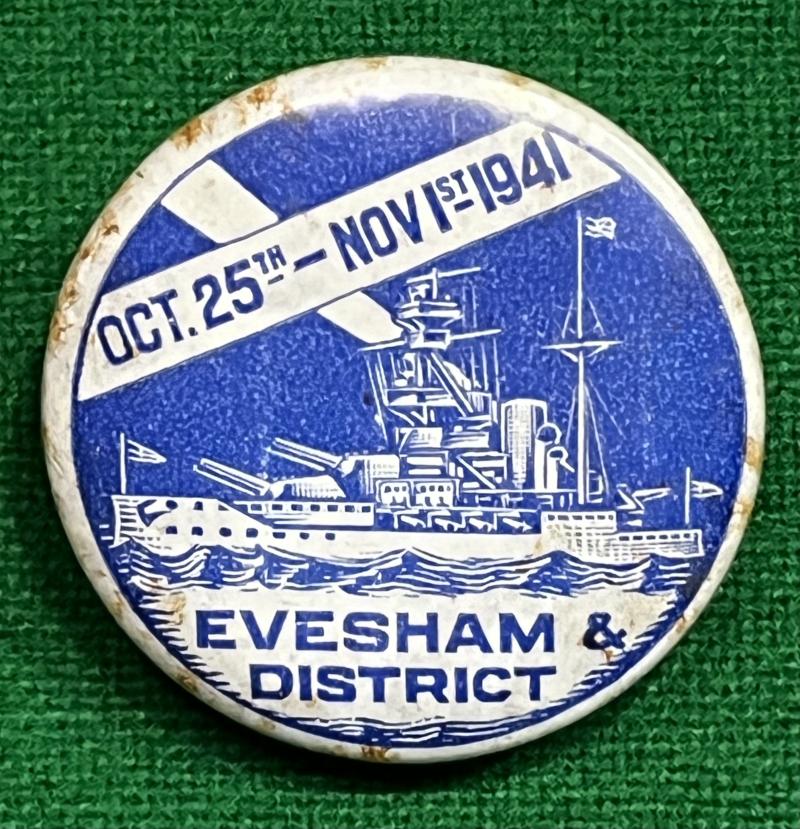 OCT. 25TH – NOV 1ST 1941
EVESHAM &
DISTRICT